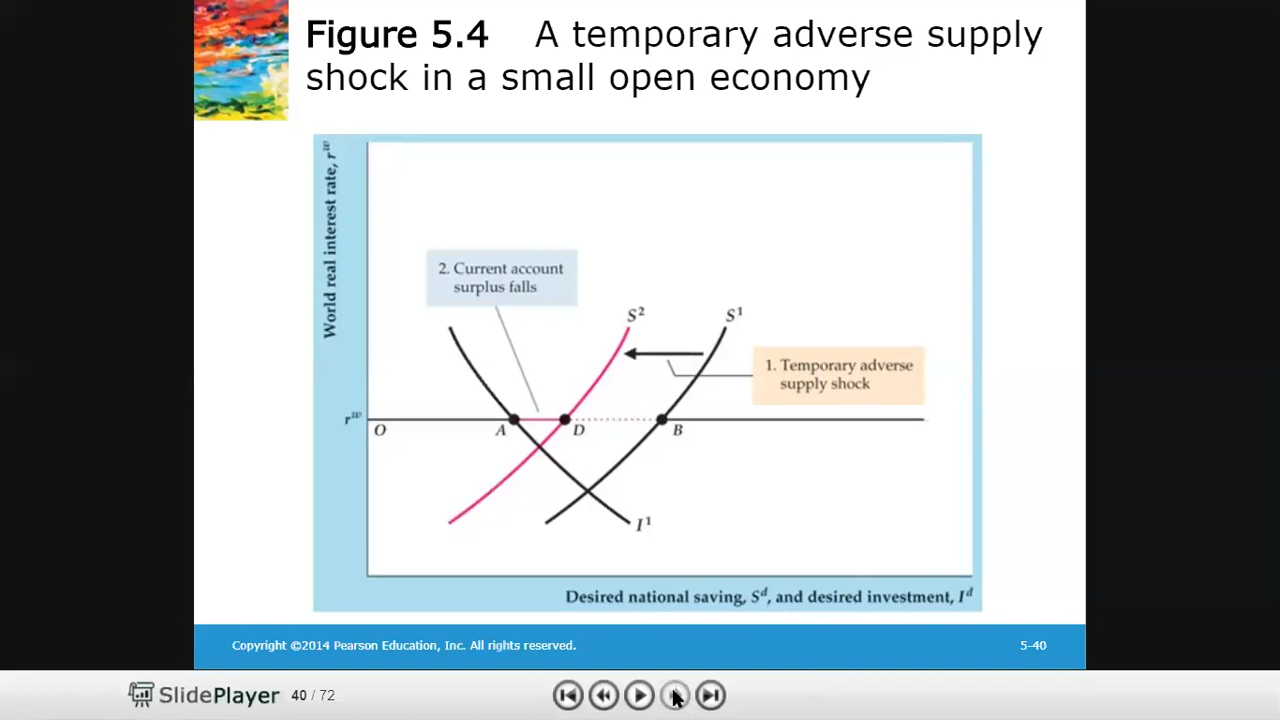 Figure 5.4 A temporary adverse supply
shock in a small open economy
World real interest rate, r^w
2. Current account
surplus falls
S²
S¹
1. Temporary adverse
supply shock
r^w
O
A
D
B
I¹
Desired national saving, S^d, and desired investment, I^d
Copyright ©2014 Pearson Education, Inc. All rights reserved.
5-40
SlidePlayer 40 / 72